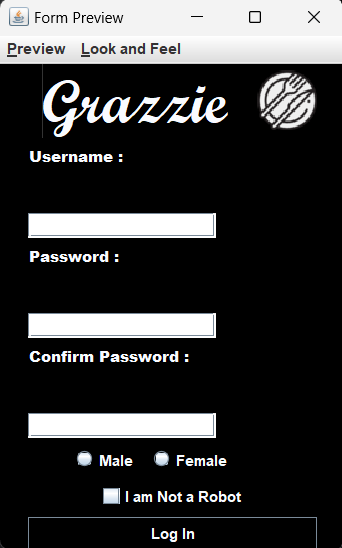 Form Preview
Preview Look and Feel
Grazzie
Username :
Password :
Confirm Password :
Male Female
I am Not a Robot
Log In